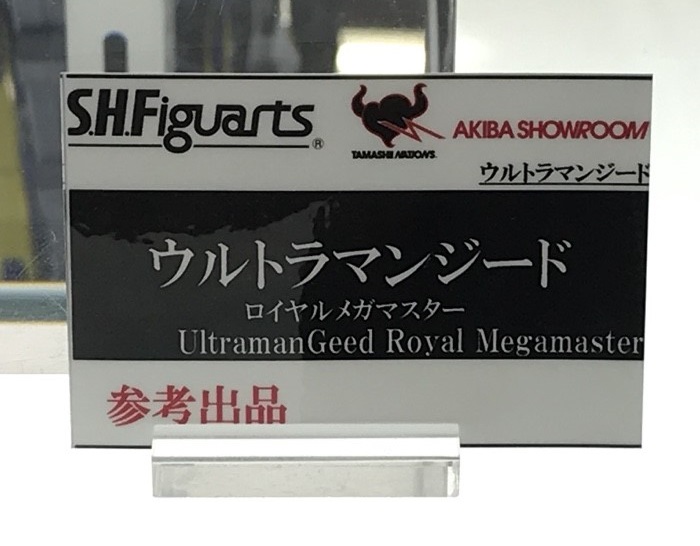 S.H.Figuarts®
TAMASHII NATIONS
AKIBA SHOWROOM
ウルトラマンジード
ウルトラマンジード
ロイヤルメガマスター
UltramanGeed Royal Megamaster
参考出品